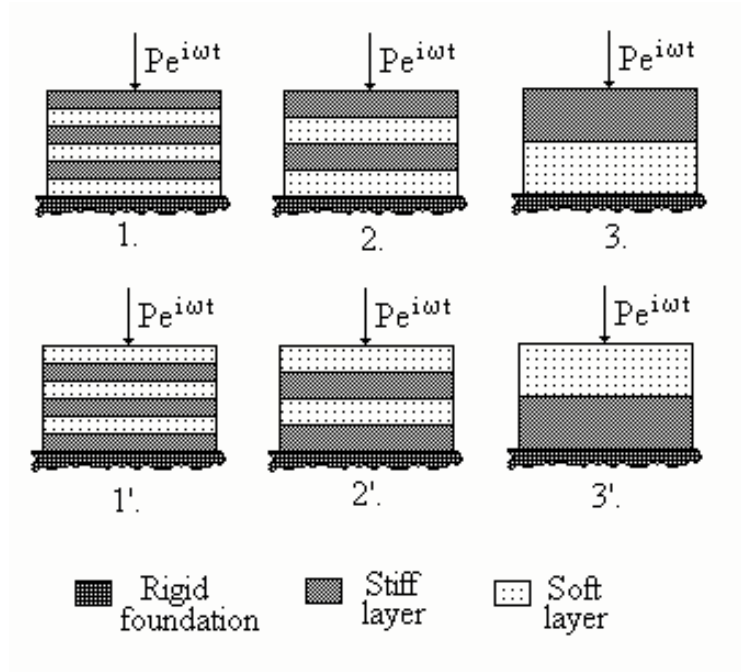 Pe^{iωt} Pe^{iωt} Pe^{iωt}
1. 2. 3.
Pe^{iωt} Pe^{iωt} Pe^{iωt}
1'. 2'. 3'.
Rigid foundation
Stiff layer
Soft layer